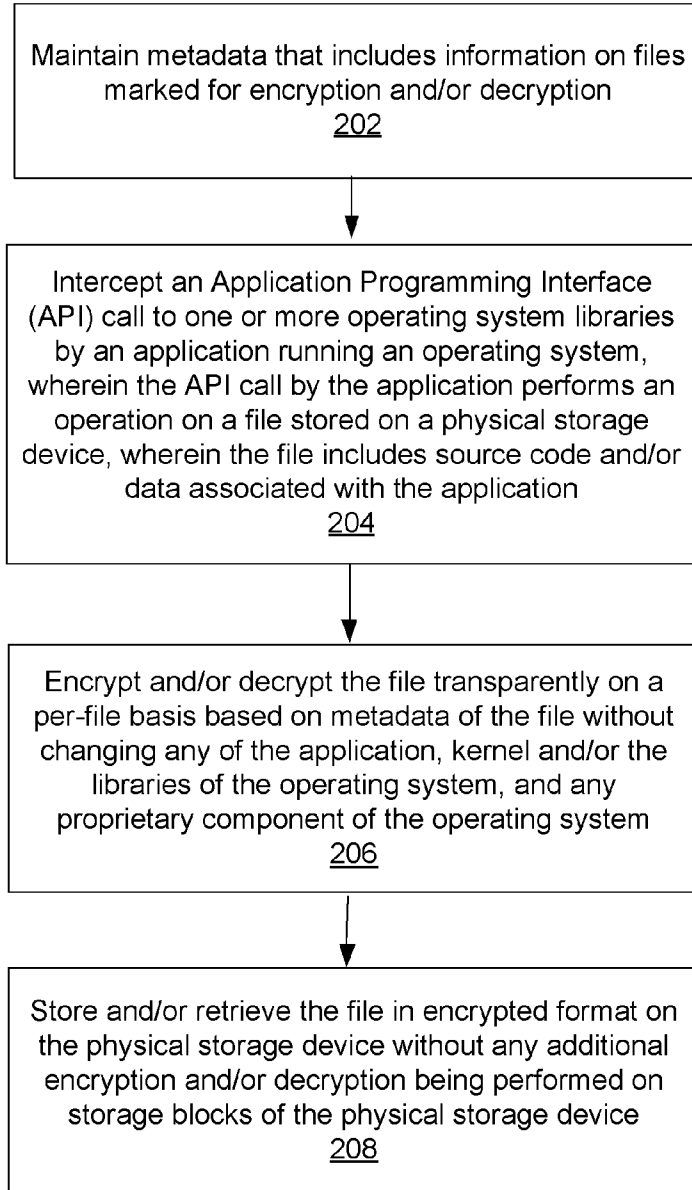 Maintain metadata that includes information on files
marked for encryption and/or decryption
202
Intercept an Application Programming Interface
(API) call to one or more operating system libraries
by an application running an operating system,
wherein the API call by the application performs an
operation on a file stored on a physical storage
device, wherein the file includes source code and/or
data associated with the application
204
Encrypt and/or decrypt the file transparently on a
per-file basis based on metadata of the file without
changing any of the application, kernel and/or the
libraries of the operating system, and any
proprietary component of the operating system
206
Store and/or retrieve the file in encrypted format on
the physical storage device without any additional
encryption and/or decryption being performed on
storage blocks of the physical storage device
208